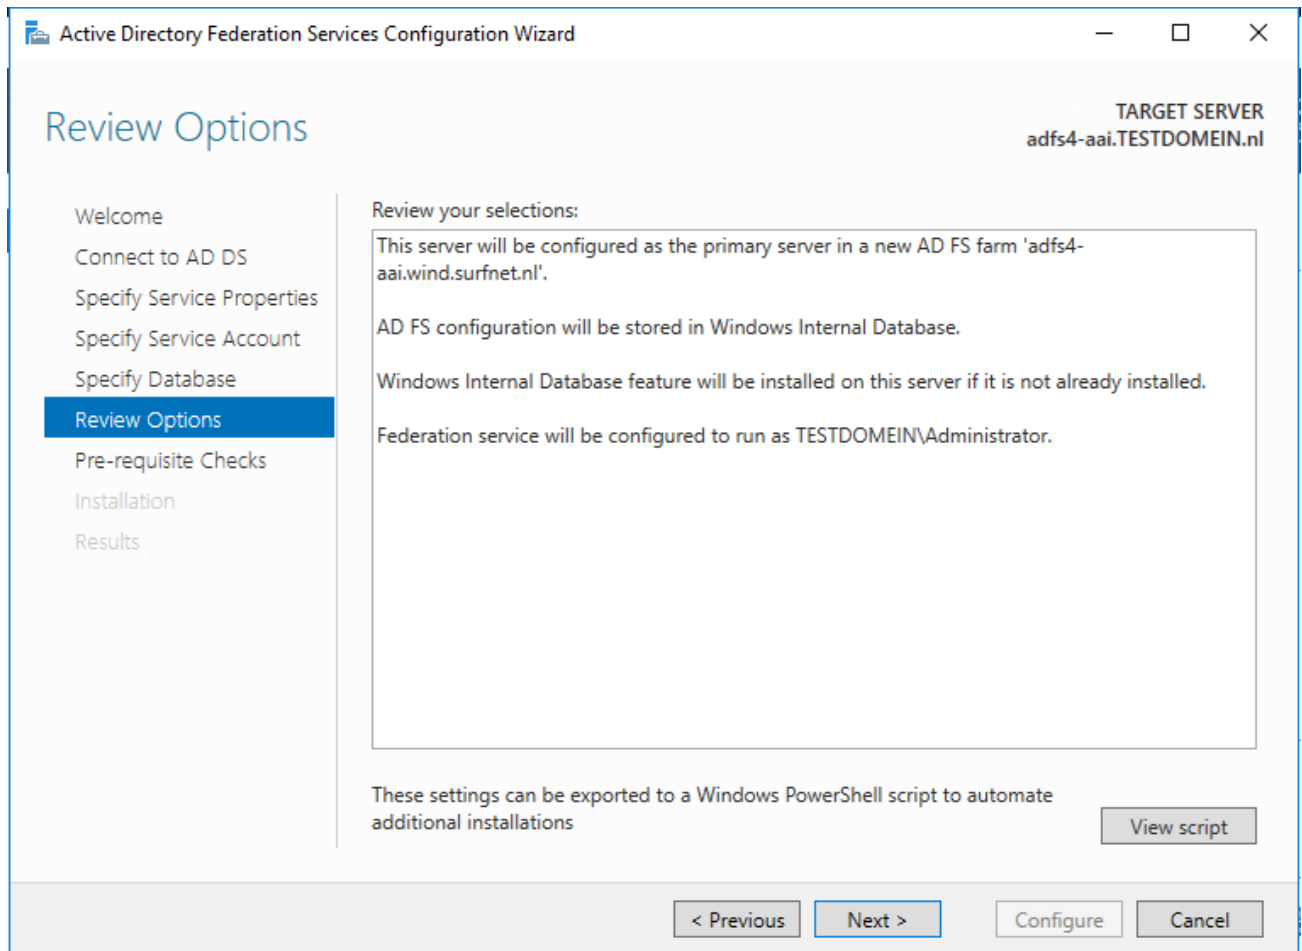 Active Directory Federation Services Configuration Wizard
Review Options
TARGET SERVER
adfs4-aai.TESTDOMEIN.nl
Welcome
Connect to AD DS
Specify Service Properties
Specify Service Account
Specify Database
Review Options
Pre-requisite Checks
Installation
Results
Review your selections:
This server will be configured as the primary server in a new AD FS farm 'adfs4-
aai.wind.surfnet.nl'.
AD FS configuration will be stored in Windows Internal Database.
Windows Internal Database feature will be installed on this server if it is not already installed.
Federation service will be configured to run as TESTDOMEIN\Administrator.
These settings can be exported to a Windows PowerShell script to automate
additional installations
View script
< Previous
Next >
Configure
Cancel